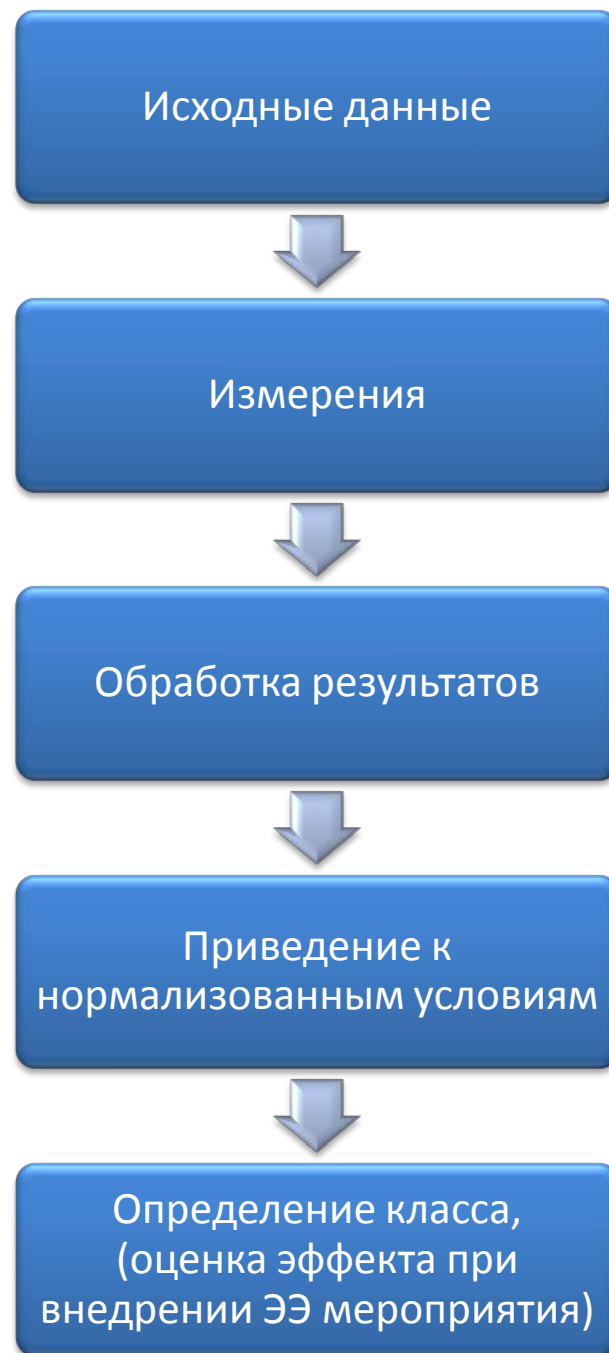 Исходные данные
Измерения
Обработка результатов
Приведение к
нормализованным условиям
Определение класса,
(оценка эффекта при
внедрении ЭЭ мероприятия)